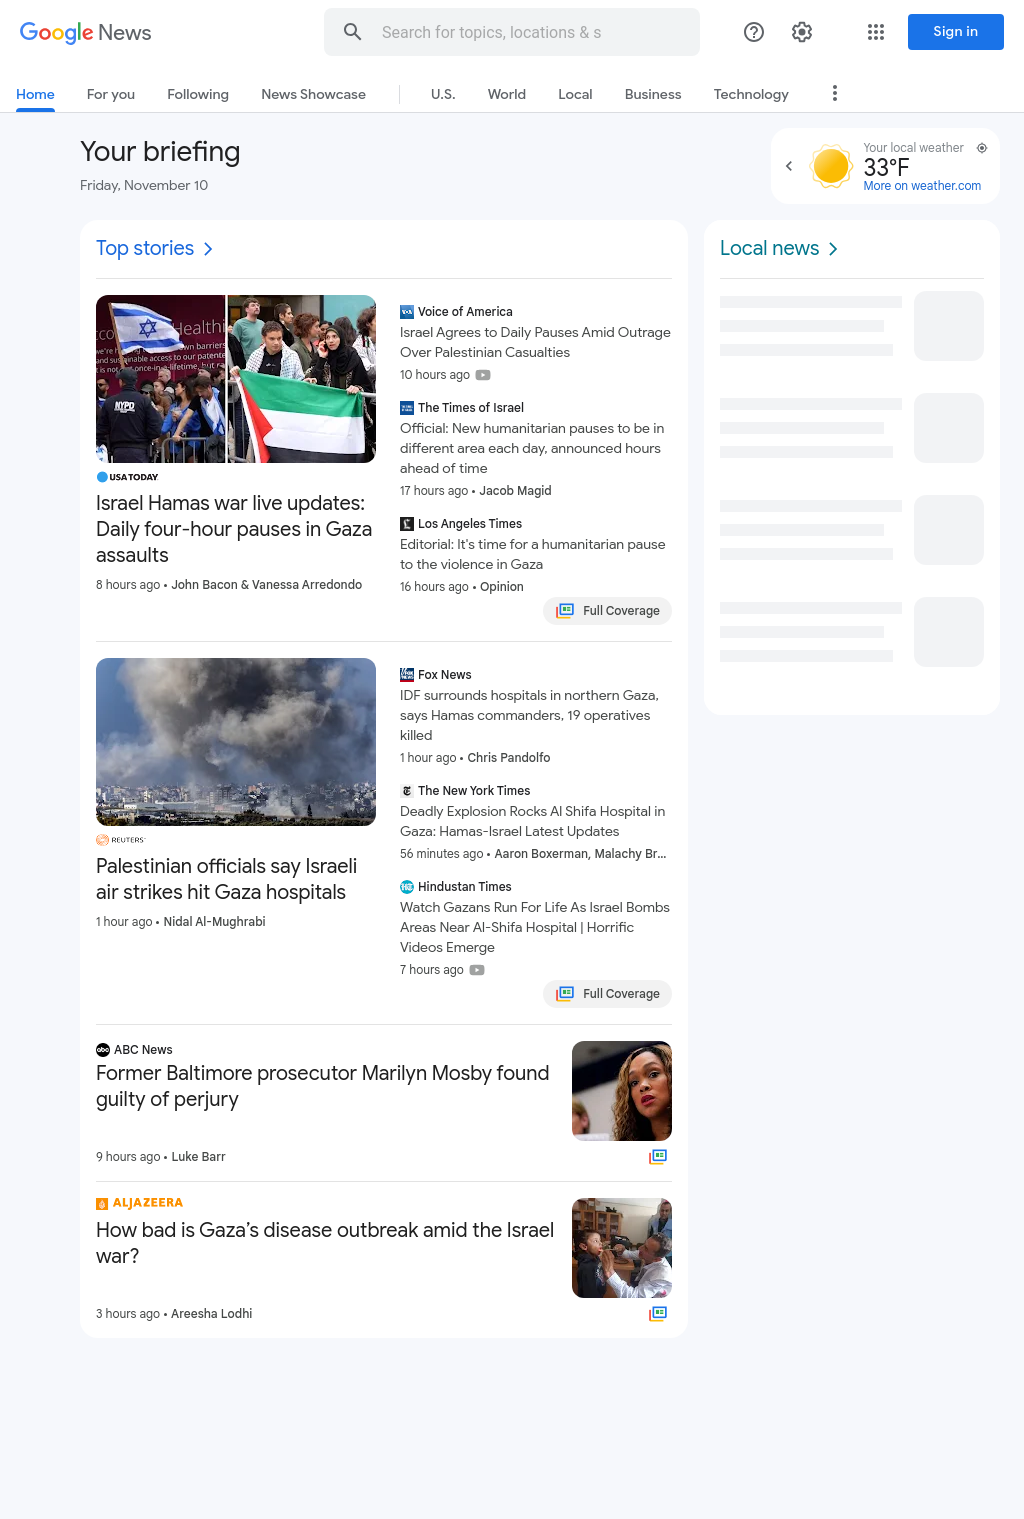 Google News
Search for topics, locations & s
Sign in
Home
For you
Following
News Showcase
U.S.
World
Local
Business
Technology
Your briefing
Friday, November 10
Your local weather
33°F
More on weather.com
Top stories
NYPD
USA TODAY
Israel Hamas war live updates:
Daily four-hour pauses in Gaza
assaults
8 hours ago • John Bacon & Vanessa Arredondo
Voice of America
Israel Agrees to Daily Pauses Amid Outrage
Over Palestinian Casualties
10 hours ago
The Times of Israel
Official: New humanitarian pauses to be in
different area each day, announced hours
ahead of time
17 hours ago • Jacob Magid
Los Angeles Times
Editorial: It's time for a humanitarian pause
to the violence in Gaza
16 hours ago • Opinion
Full Coverage
REUTERS
Palestinian officials say Israeli
air strikes hit Gaza hospitals
1 hour ago • Nidal Al-Mughrabi
Fox News
IDF surrounds hospitals in northern Gaza,
says Hamas commanders, 19 operatives
killed
1 hour ago • Chris Pandolfo
The New York Times
Deadly Explosion Rocks Al Shifa Hospital in
Gaza: Hamas-Israel Latest Updates
56 minutes ago • Aaron Boxerman, Malachy Br...
Hindustan Times
Watch Gazans Run For Life As Israel Bombs
Areas Near Al-Shifa Hospital | Horrific
Videos Emerge
7 hours ago
Full Coverage
abc ABC News
Former Baltimore prosecutor Marilyn Mosby found
guilty of perjury
9 hours ago • Luke Barr
ALJAZEERA
How bad is Gaza’s disease outbreak amid the Israel
war?
3 hours ago • Areesha Lodhi
Local news